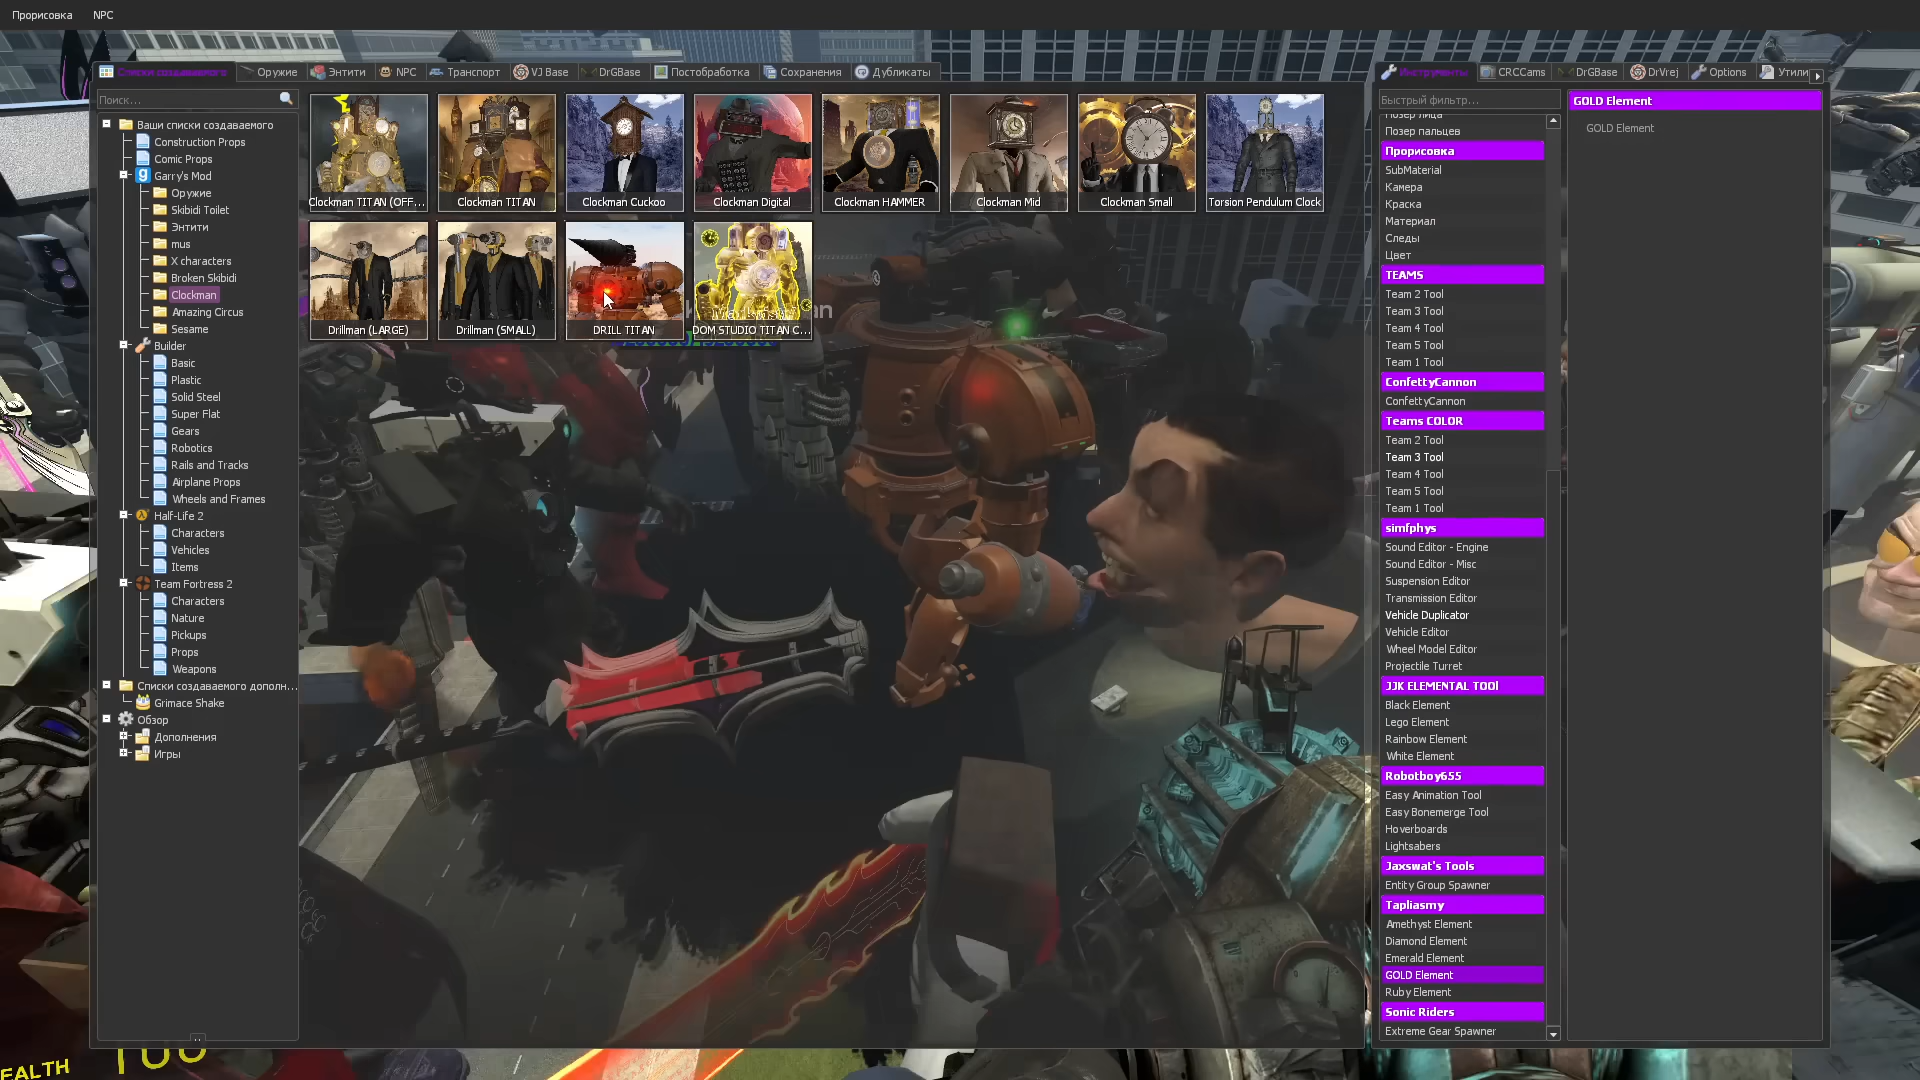 Прорисовка NPC
Списки создаваемого Оружие Энтити NPC Транспорт VJ Base DrGBase Постобработка Сохранения Дубликаты
Инструменты CRCCams DrGBase DrVrej Options Утили
Поиск...
Ваши списки создаваемого
Construction Props
Comic Props
Garry's Mod
Оружие
Skibidi Toilet
Энтити
mus
X characters
Broken Skibidi
Clockman
Amazing Circus
Sesame
Builder
Basic
Plastic
Solid Steel
Super Flat
Gears
Robotics
Rails and Tracks
Airplane Props
Wheels and Frames
Half-Life 2
Characters
Vehicles
Items
Team Fortress 2
Characters
Nature
Pickups
Props
Weapons
Списки создаваемого дополн...
Grimace Shake
Обзор
Дополнения
Игры
Clockman TITAN (OFF...
Clockman TITAN
Clockman Cuckoo
Clockman Digital
Clockman HAMMER
Clockman Mid
Clockman Small
Torsion Pendulum Clock
Drillman (LARGE)
Drillman (SMALL)
DRILL TITAN
DOM STUDIO TITAN C...
Быстрый фильтр...
Позер лица
Позер пальцев
Прорисовка
SubMaterial
Камера
Краска
Материал
Следы
Цвет
TEAMS
Team 2 Tool
Team 3 Tool
Team 4 Tool
Team 5 Tool
Team 1 Tool
ConfettyCannon
ConfettyCannon
Teams COLOR
Team 2 Tool
Team 3 Tool
Team 4 Tool
Team 5 Tool
Team 1 Tool
simfphys
Sound Editor - Engine
Sound Editor - Misc
Suspension Editor
Transmission Editor
Vehicle Duplicator
Vehicle Editor
Wheel Model Editor
Projectile Turret
JJK ELEMENTAL TOOl
Black Element
Lego Element
Rainbow Element
White Element
Robotboy655
Easy Animation Tool
Easy Bonemerge Tool
Hoverboards
Lightsabers
Jaxswat's Tools
Entity Group Spawner
Tapliasmy
Amethyst Element
Diamond Element
Emerald Element
GOLD Element
Ruby Element
Sonic Riders
Extreme Gear Spawner
GOLD Element
GOLD Element
EALTH 100